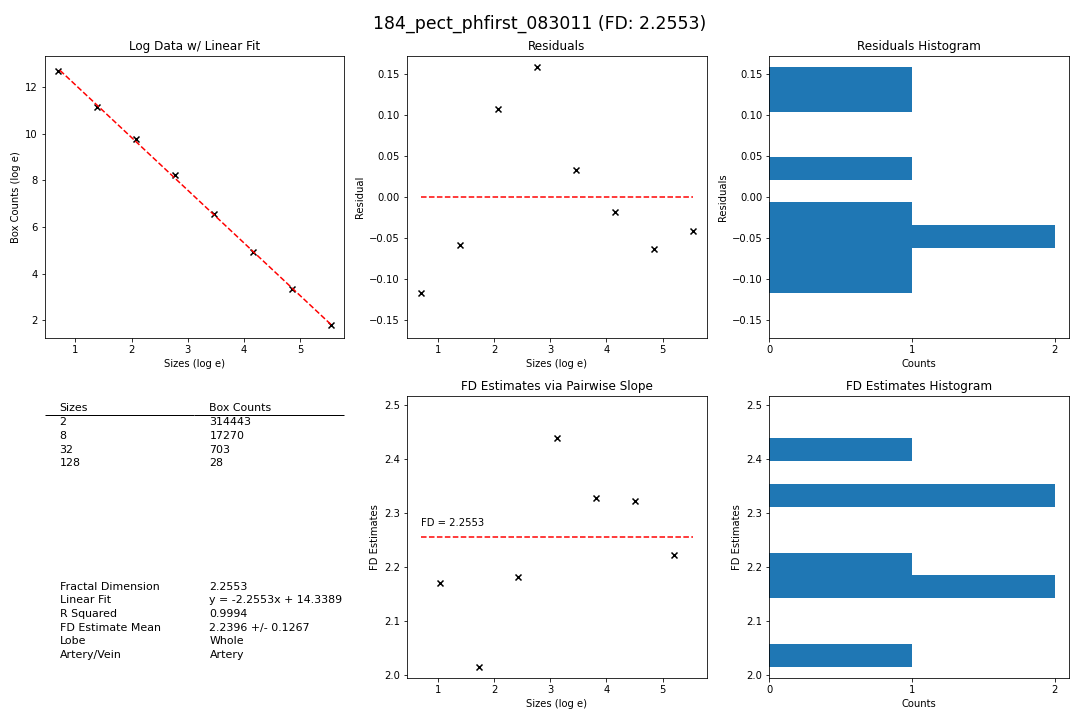 184_pect_phfirst_083011 (FD: 2.2553)
Log Data w/ Linear Fit
12
10
8
6
4
2
Box Counts (log e)
1 2 3 4 5
Sizes (log e)
Residuals
0.15
0.10
0.05
0.00
−0.05
−0.10
−0.15
Residual
1 2 3 4 5
Sizes (log e)
Residuals Histogram
0.15
0.10
0.05
0.00
−0.05
−0.10
−0.15
Residuals
0 1 2
Counts
Sizes Box Counts
2 314443
8 17270
32 703
128 28
Fractal Dimension 2.2553
Linear Fit y = -2.2553x + 14.3389
R Squared 0.9994
FD Estimate Mean 2.2396 +/- 0.1267
Lobe Whole
Artery/Vein Artery
FD Estimates via Pairwise Slope
2.5
2.4
2.3
2.2
2.1
2.0
FD Estimates
FD = 2.2553
1 2 3 4 5
Sizes (log e)
FD Estimates Histogram
2.5
2.4
2.3
2.2
2.1
2.0
FD Estimates
0 1 2
Counts